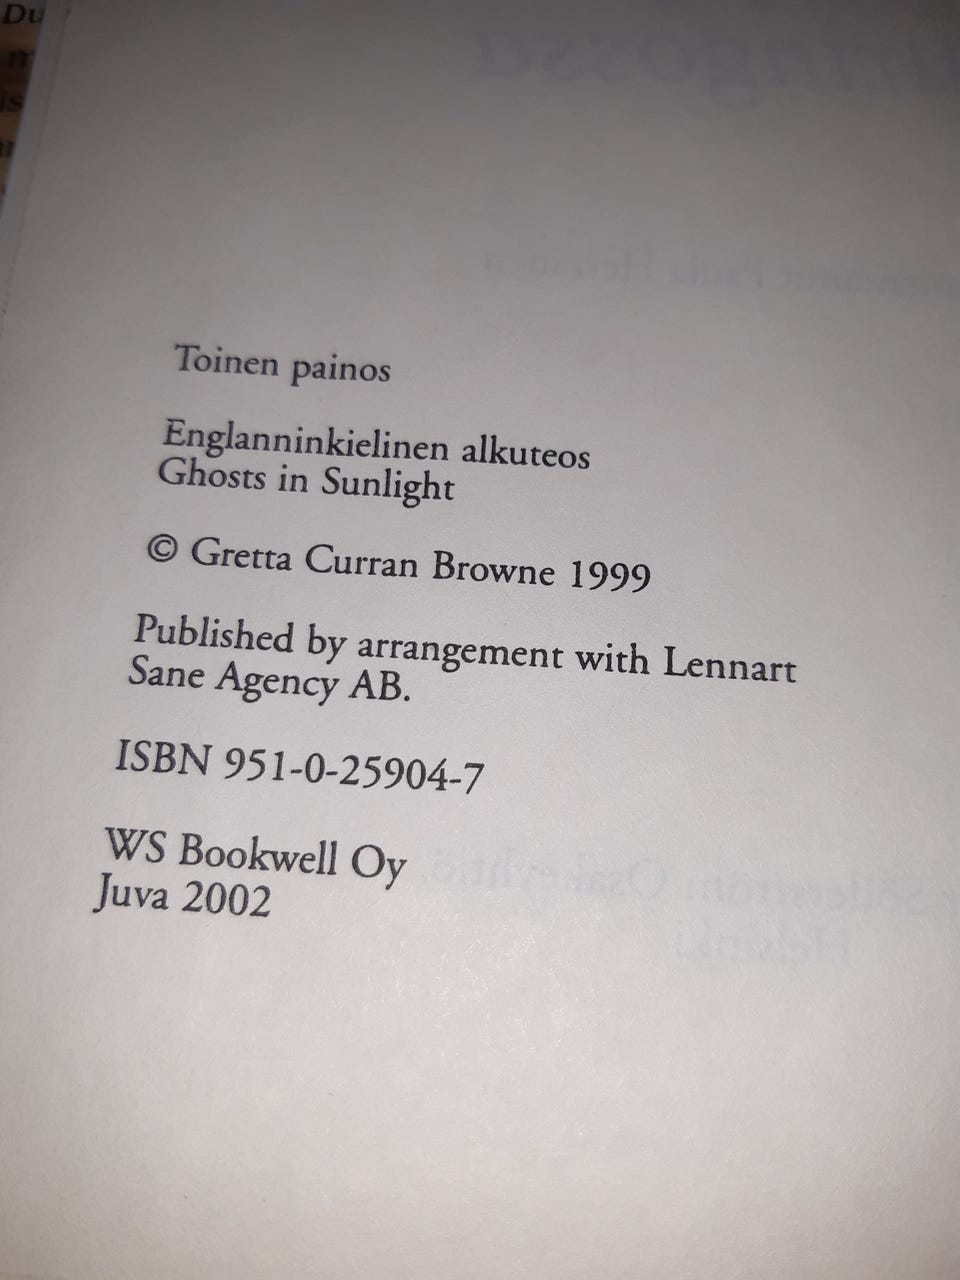 Toinen painos
Englanninkielinen alkuteos
Ghosts in Sunlight
© Gretta Curran Browne 1999
Published by arrangement with Lennart
Sane Agency AB.
ISBN 951-0-25904-7
WS Bookwell Oy
Juva 2002